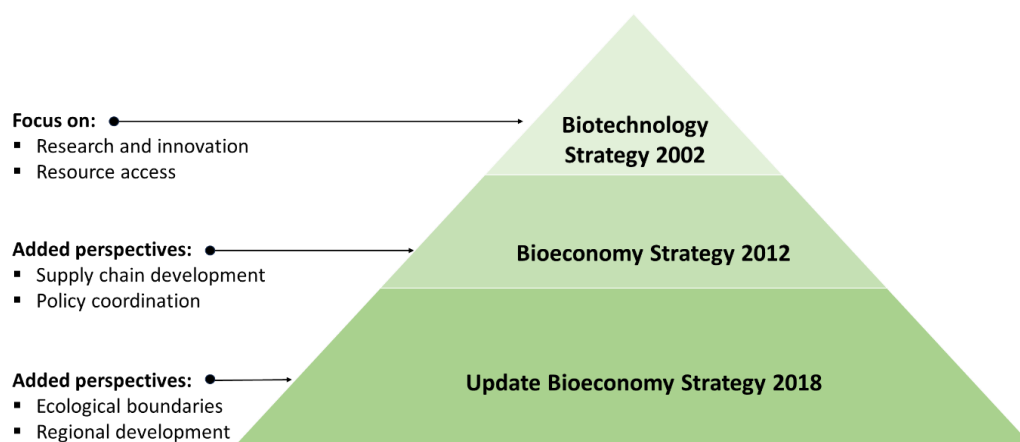 Focus on:
▪ Research and innovation
▪ Resource access
Biotechnology
Strategy 2002
Added perspectives:
▪ Supply chain development
▪ Policy coordination
Bioeconomy Strategy 2012
Added perspectives:
▪ Ecological boundaries
▪ Regional development
Update Bioeconomy Strategy 2018